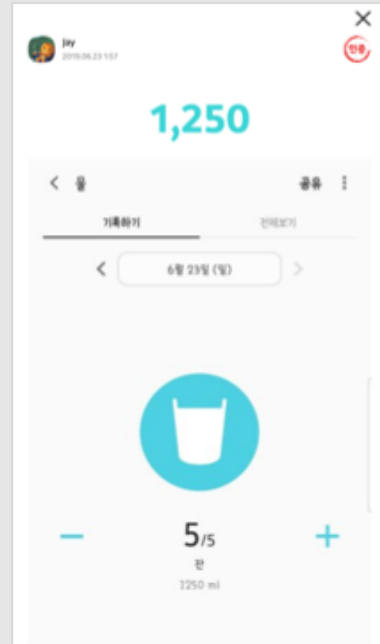 Jay
2019.06.23 1:57
인증
1,250
물
공유
기록하기
전체보기
6월 23일 (일)
5/5
잔
1250 ml